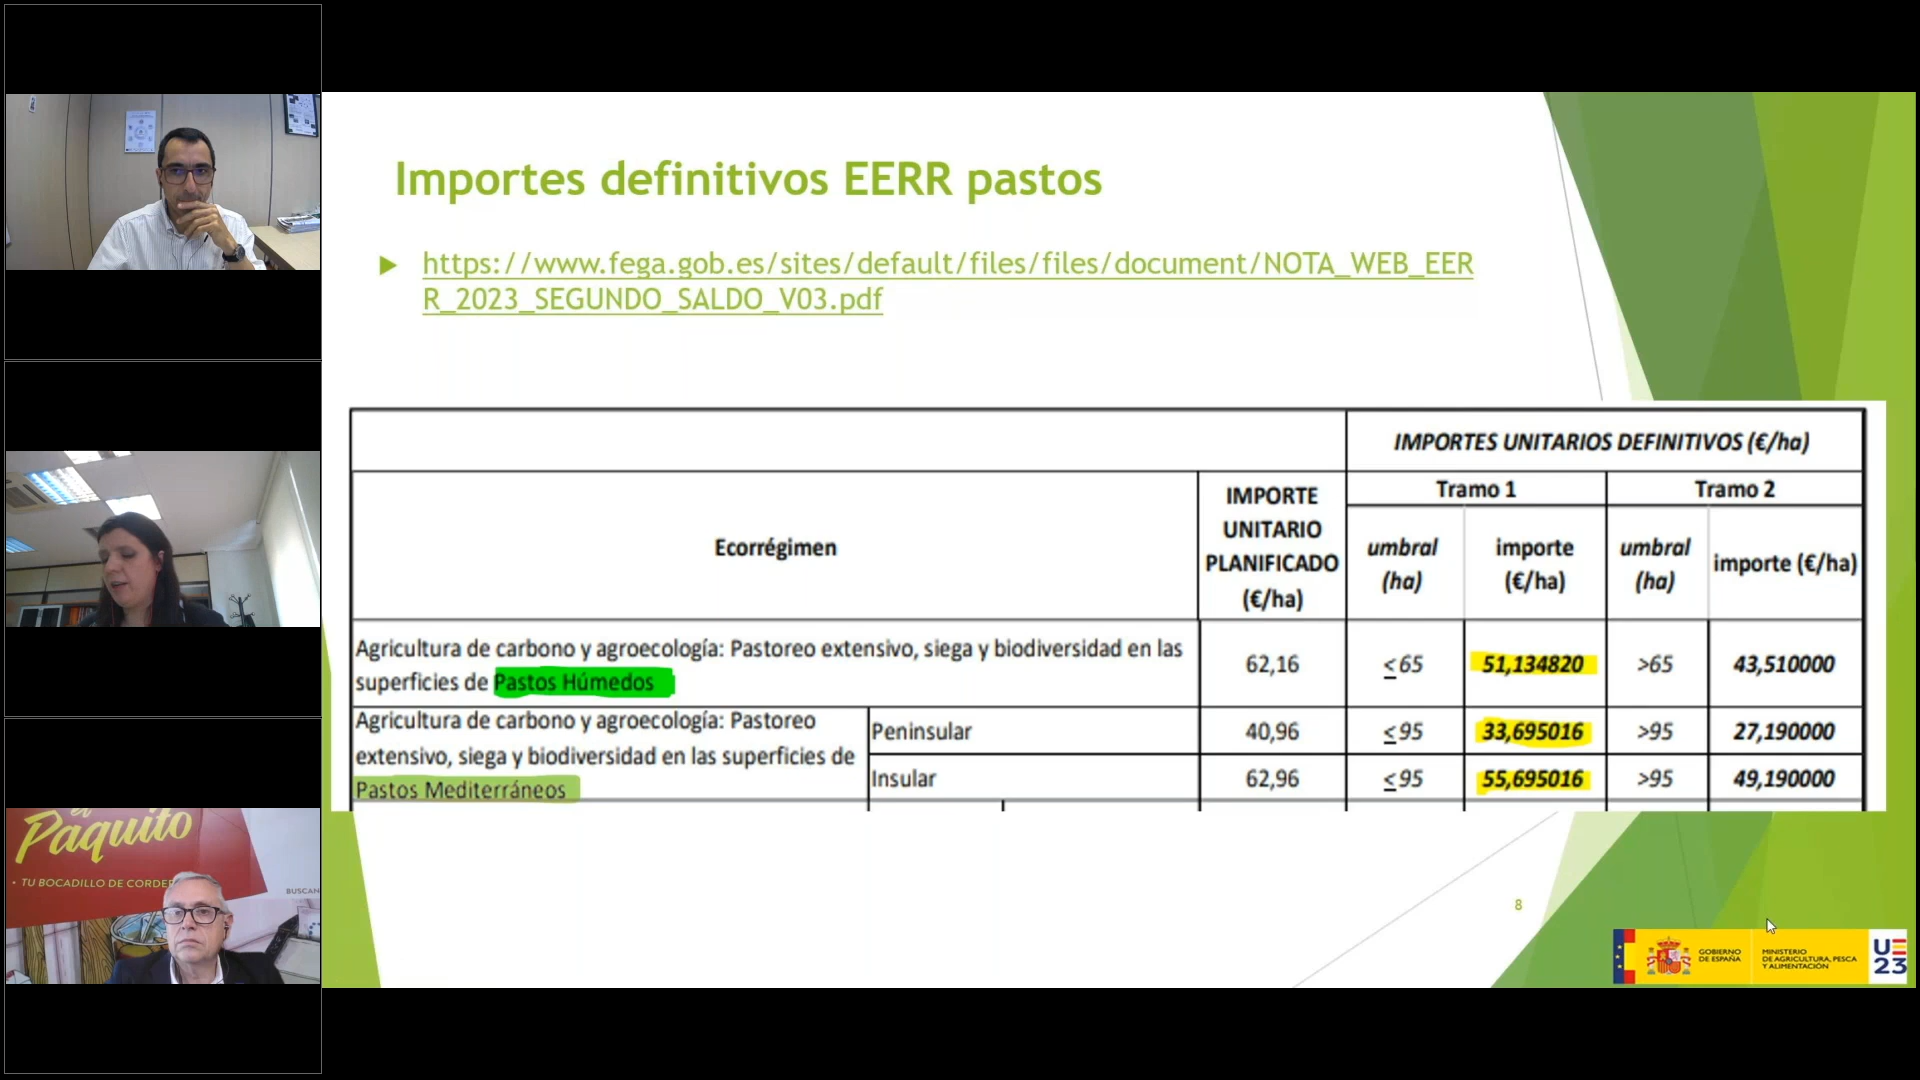 Importes definitivos EERR pastos
https://www.fega.gob.es/sites/default/files/files/document/NOTA_WEB_EER
R_2023_SEGUNDO_SALDO_V03.pdf
IMPORTES UNITARIOS DEFINITIVOS (€/ha)
Ecorrégimen
IMPORTE
UNITARIO
PLANIFICADO
(€/ha)
Tramo 1
Tramo 2
umbral
(ha)
importe
(€/ha)
umbral
(ha)
importe (€/ha)
Agricultura de carbono y agroecología: Pastoreo extensivo, siega y biodiversidad en las
superficies de Pastos Húmedos
62,16
≤65
51,134820
>65
43,510000
Agricultura de carbono y agroecología: Pastoreo
extensivo, siega y biodiversidad en las superficies de
Pastos Mediterráneos
Peninsular
40,96
≤95
33,695016
>95
27,190000
Insular
62,96
≤95
55,695016
>95
49,190000
8
GOBIERNO
DE ESPAÑA
MINISTERIO
DE AGRICULTURA, PESCA
Y ALIMENTACIÓN
UE
23
el
Paquito
• TU BOCADILLO DE CORDE
BUSCAN